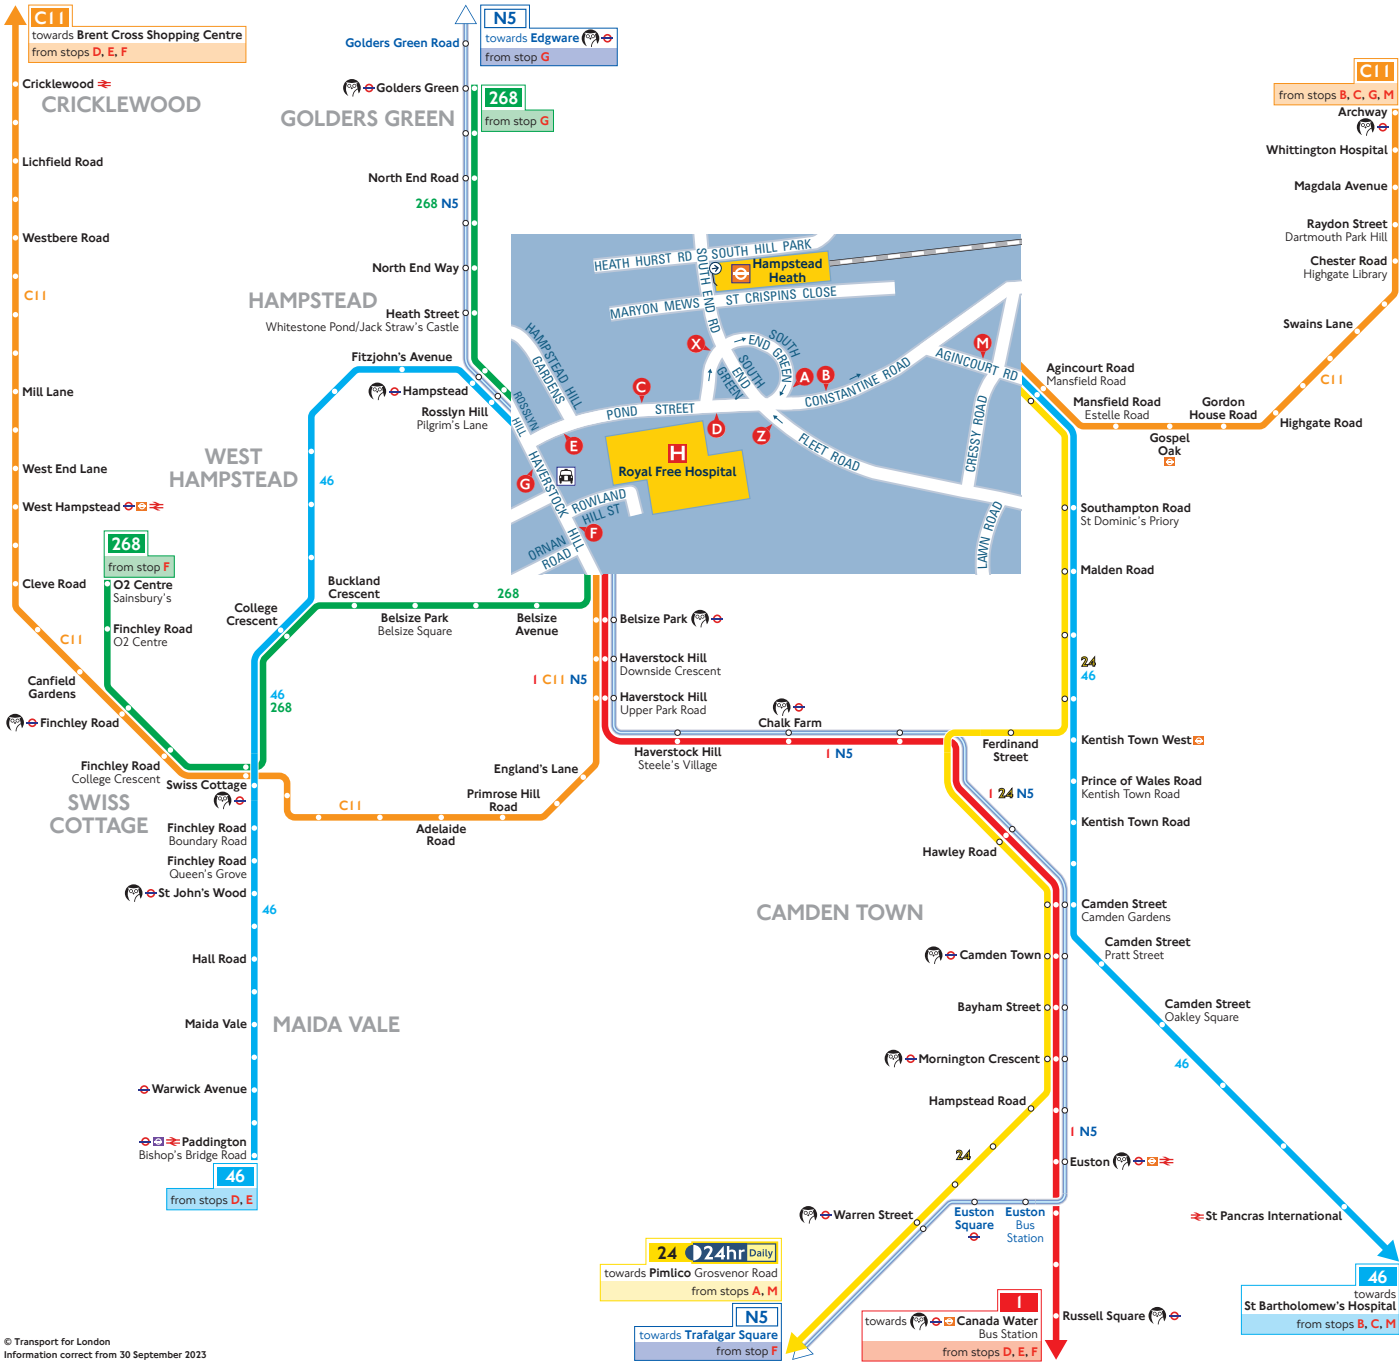 C11
towards Brent Cross Shopping Centre
from stops D, E, F
N5
towards Edgware
from stop G
Golders Green Road
Golders Green
268
from stop G
GOLDERS GREEN
North End Road
268 N5
North End Way
HAMPSTEAD
Heath Street
Whitestone Pond/Jack Straw's Castle
Fitzjohn's Avenue
Hampstead
Rosslyn Hill
Pilgrim's Lane
C11
from stops B, C, G, M
Archway
Whittington Hospital
Magdala Avenue
Raydon Street
Dartmouth Park Hill
Chester Road
Highgate Library
Swains Lane
C11
Highgate Road
Gordon
House Road
Gospel
Oak
Mansfield Road
Estelle Road
Agincourt Road
Mansfield Road
Cricklewood
CRICKLEWOOD
Lichfield Road
Westbere Road
C11
Mill Lane
West End Lane
West Hampstead
Cleve Road
C11
Canfield
Gardens
Finchley Road
Finchley Road
College Crescent
WEST
HAMPSTEAD
46
268
from stop F
O2 Centre
Sainsbury's
Finchley Road
O2 Centre
College
Crescent
Buckland
Crescent
Belsize Park
Belsize Square
268
Belsize
Avenue
46
268
Swiss Cottage
SWISS
COTTAGE
C11
Adelaide
Road
Primrose Hill
Road
England's Lane
Finchley Road
Boundary Road
Finchley Road
Queen's Grove
St John's Wood
46
Hall Road
Maida Vale
MAIDA VALE
Warwick Avenue
Paddington
Bishop's Bridge Road
46
from stops D, E
HEATH HURST RD
SOUTH HILL PARK
SOUTH END RD
Hampstead
Heath
MARYON MEWS
ST CRISPINS CLOSE
HAMPSTEAD HILL
GARDENS
X
SOUTH
END GREEN
SOUTH
END
GREEN
A
B
C
CONSTANTINE ROAD
M
AGINCOURT RD
ROSSLYN
HILL
POND STREET
D
E
Z
FLEET ROAD
CRESSY ROAD
H
Royal Free Hospital
G
HAVERSTOCK HILL
ROWLAND
HILL ST
F
ORNAN
ROAD
LAWN ROAD
Belsize Park
Haverstock Hill
Downside Crescent
1 C11 N5
Haverstock Hill
Upper Park Road
Haverstock Hill
Steele's Village
Chalk Farm
1 N5
Ferdinand
Street
Southampton Road
St Dominic's Priory
Malden Road
24
46
Kentish Town West
Prince of Wales Road
Kentish Town Road
Kentish Town Road
1 24 N5
Hawley Road
CAMDEN TOWN
Camden Street
Camden Gardens
Camden Street
Pratt Street
Camden Street
Oakley Square
46
St Pancras International
46
towards
St Bartholomew's Hospital
from stops B, C, M
Camden Town
Bayham Street
Mornington Crescent
Hampstead Road
1 N5
24
Euston
Warren Street
Euston
Square
Euston
Bus
Station
24 24hr Daily
towards Pimlico Grosvenor Road
from stops A, M
N5
towards Trafalgar Square
from stop F
1
towards Canada Water
Bus Station
from stops D, E, F
Russell Square
© Transport for London
Information correct from 30 September 2023